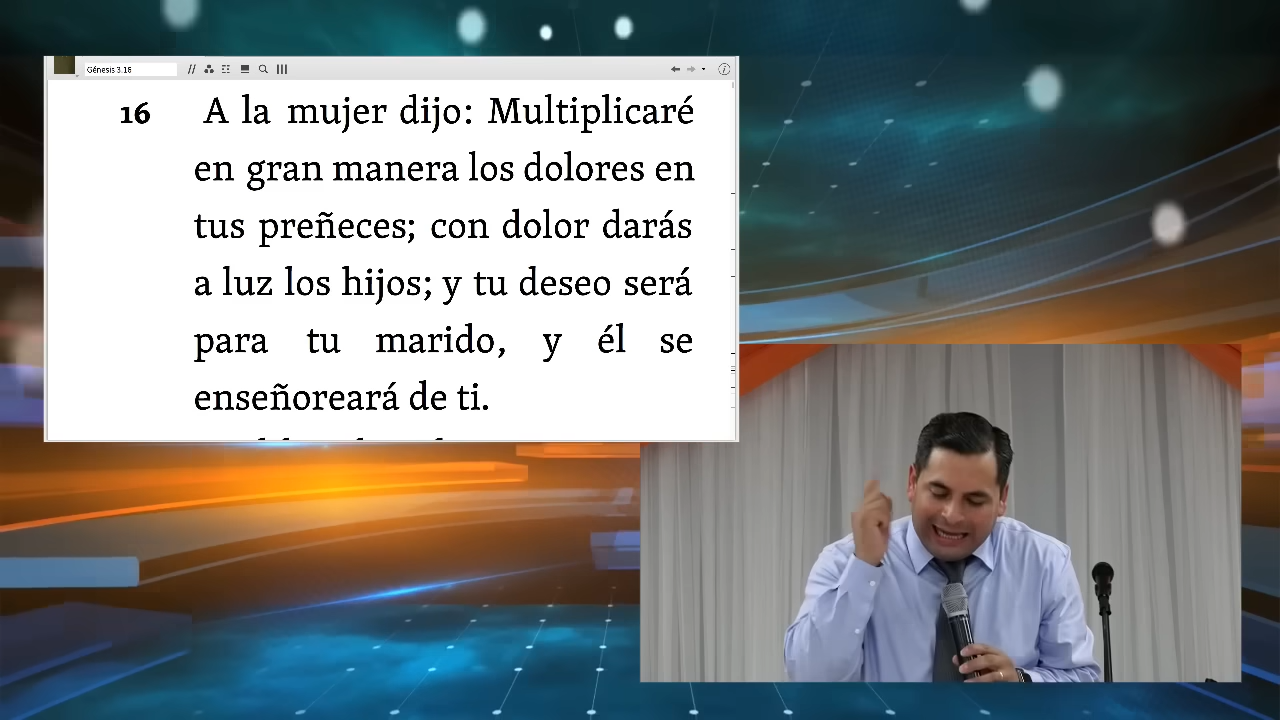 Génesis 3.16
16 A la mujer dijo: Multiplicaré
en gran manera los dolores en
tus preñeces; con dolor darás
a luz los hijos; y tu deseo será
para tu marido, y él se
enseñoreará de ti.